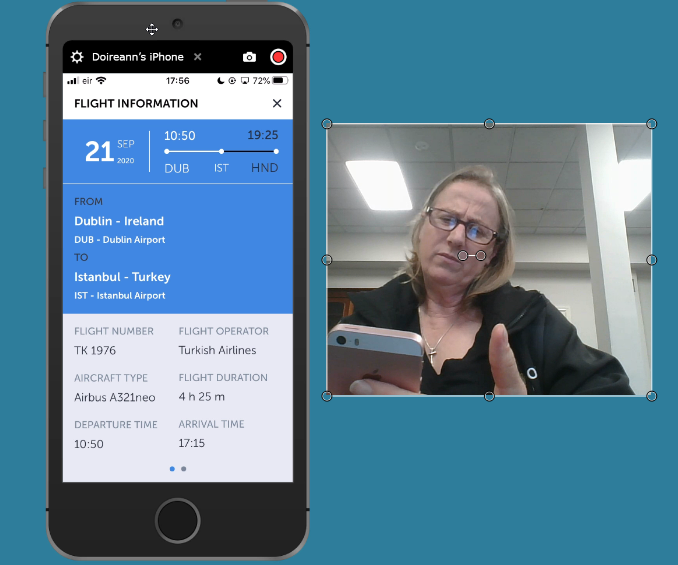 Doireann's iPhone ×
eir 17:56 72%
FLIGHT INFORMATION ×
21 SEP 2020
10:50 19:25
DUB IST HND
FROM
Dublin - Ireland
DUB - Dublin Airport
TO
Istanbul - Turkey
IST - Istanbul Airport
FLIGHT NUMBER FLIGHT OPERATOR
TK 1976 Turkish Airlines
AIRCRAFT TYPE FLIGHT DURATION
Airbus A321neo 4 h 25 m
DEPARTURE TIME ARRIVAL TIME
10:50 17:15